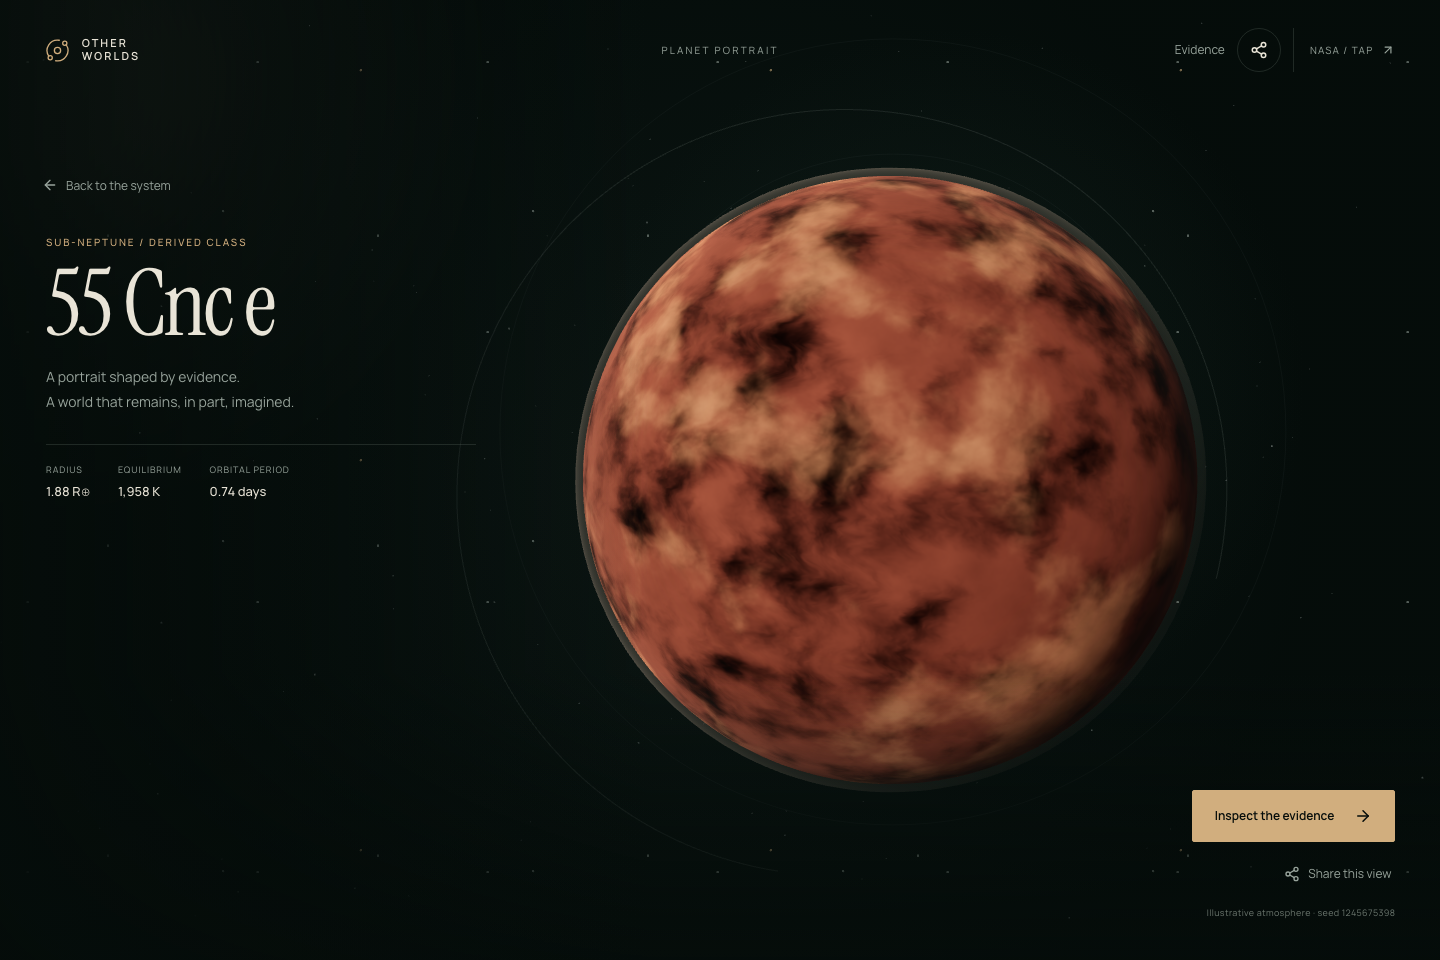 OTHER
WORLDS
PLANET PORTRAIT
Evidence
NASA / TAP
Back to the system
SUB-NEPTUNE / DERIVED CLASS
55 Cnc e
A portrait shaped by evidence.
A world that remains, in part, imagined.
RADIUS EQUILIBRIUM ORBITAL PERIOD
1.88 R⊕ 1,958 K 0.74 days
Inspect the evidence
Share this view
Illustrative atmosphere · seed 1245675398